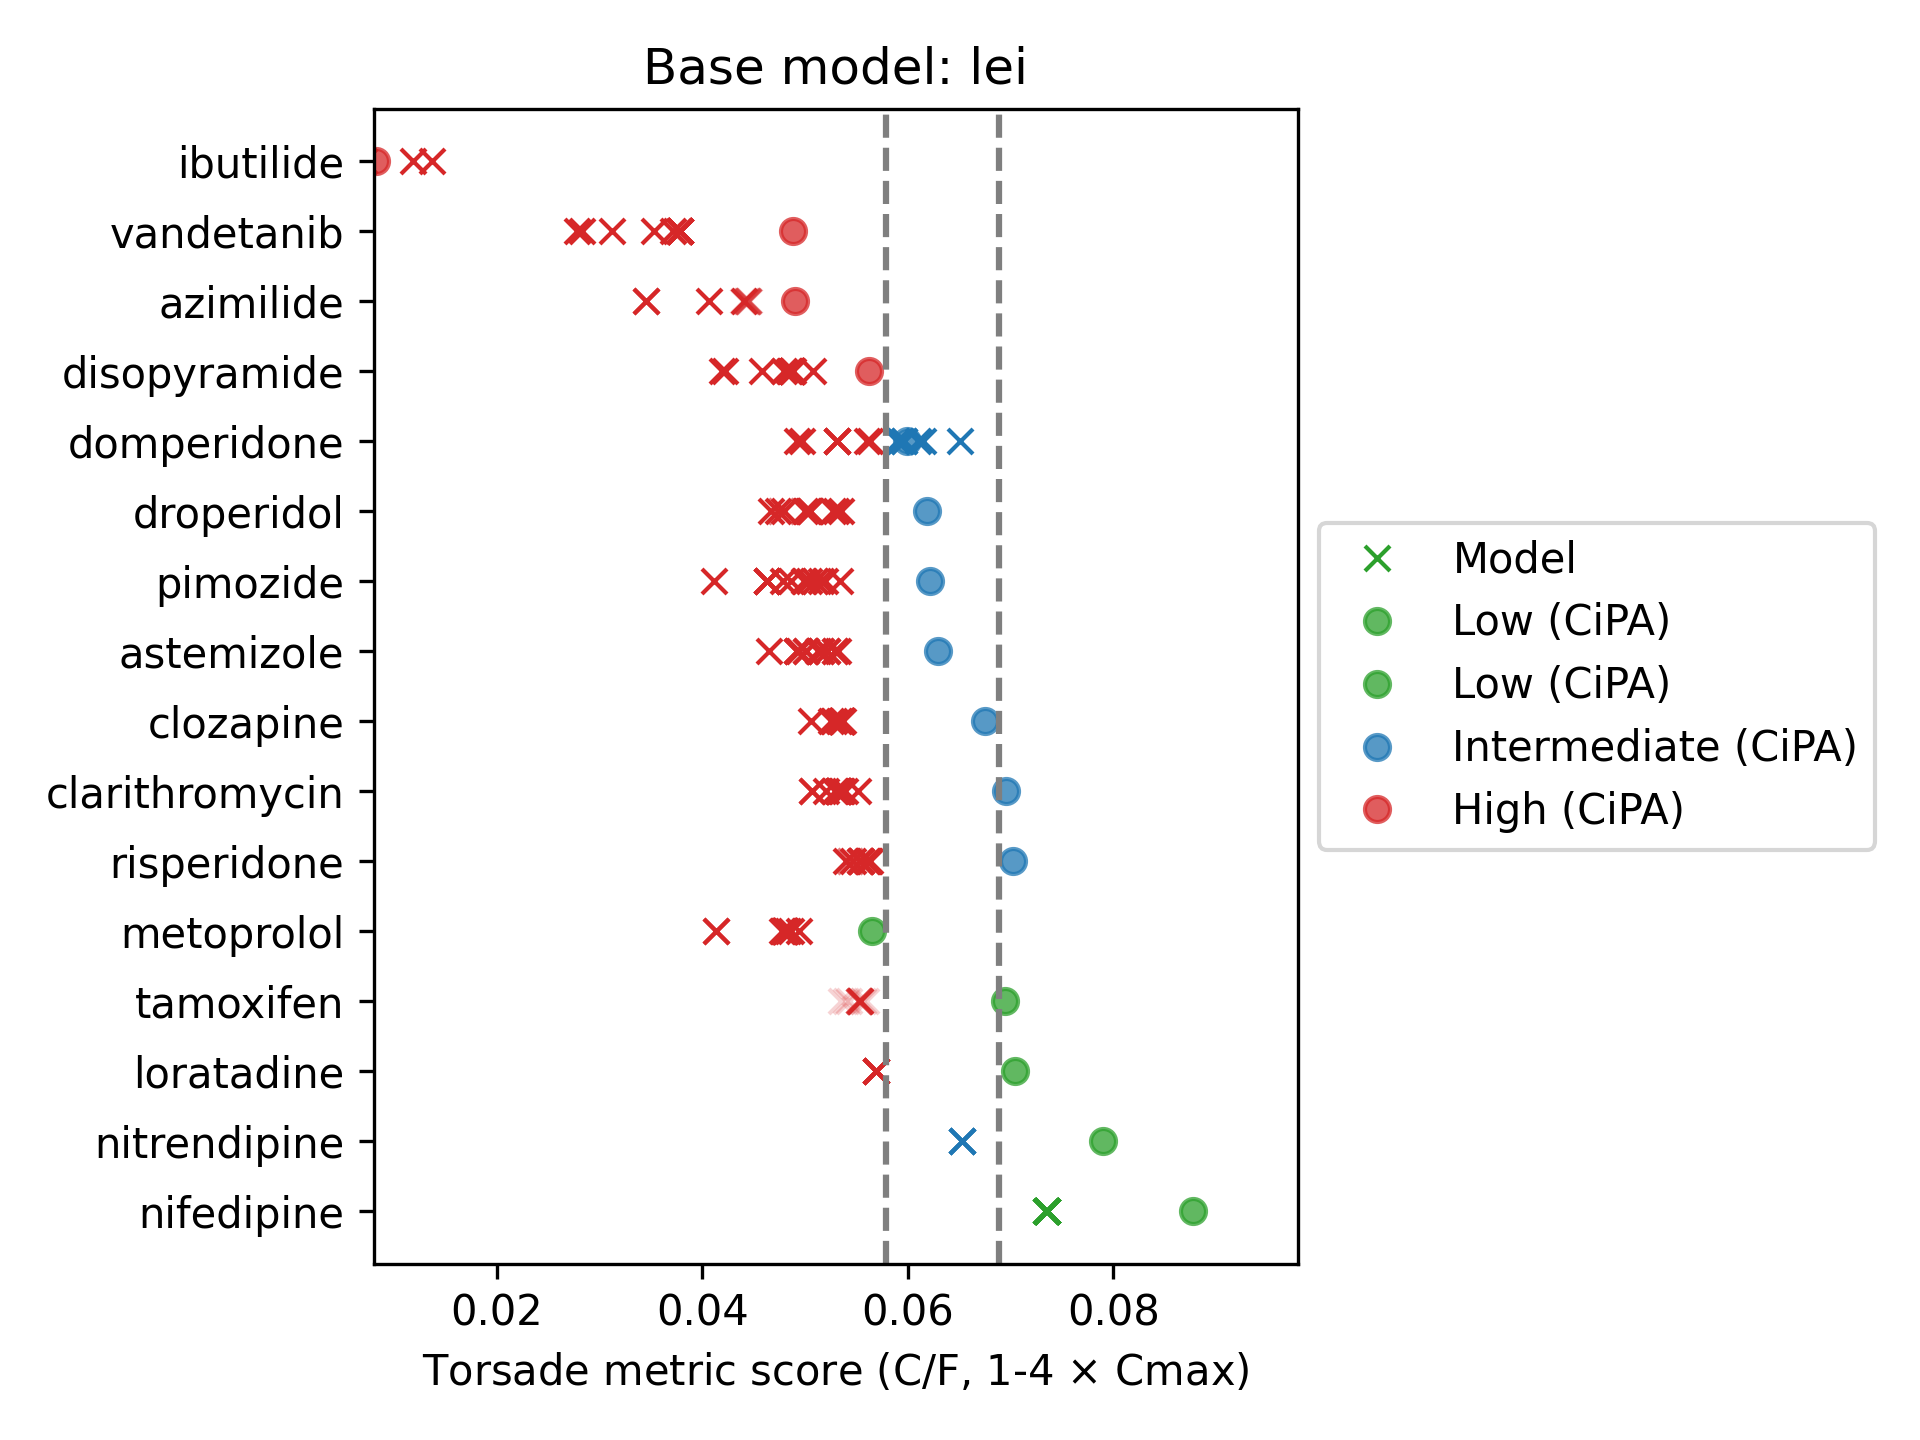 Base model: lei
ibutilide
vandetanib
azimilide
disopyramide
domperidone
droperidol
pimozide
astemizole
clozapine
clarithromycin
risperidone
metoprolol
tamoxifen
loratadine
nitrendipine
nifedipine
0.02 0.04 0.06 0.08
Torsade metric score (C/F, 1-4 × Cmax)
Model
Low (CiPA)
Low (CiPA)
Intermediate (CiPA)
High (CiPA)